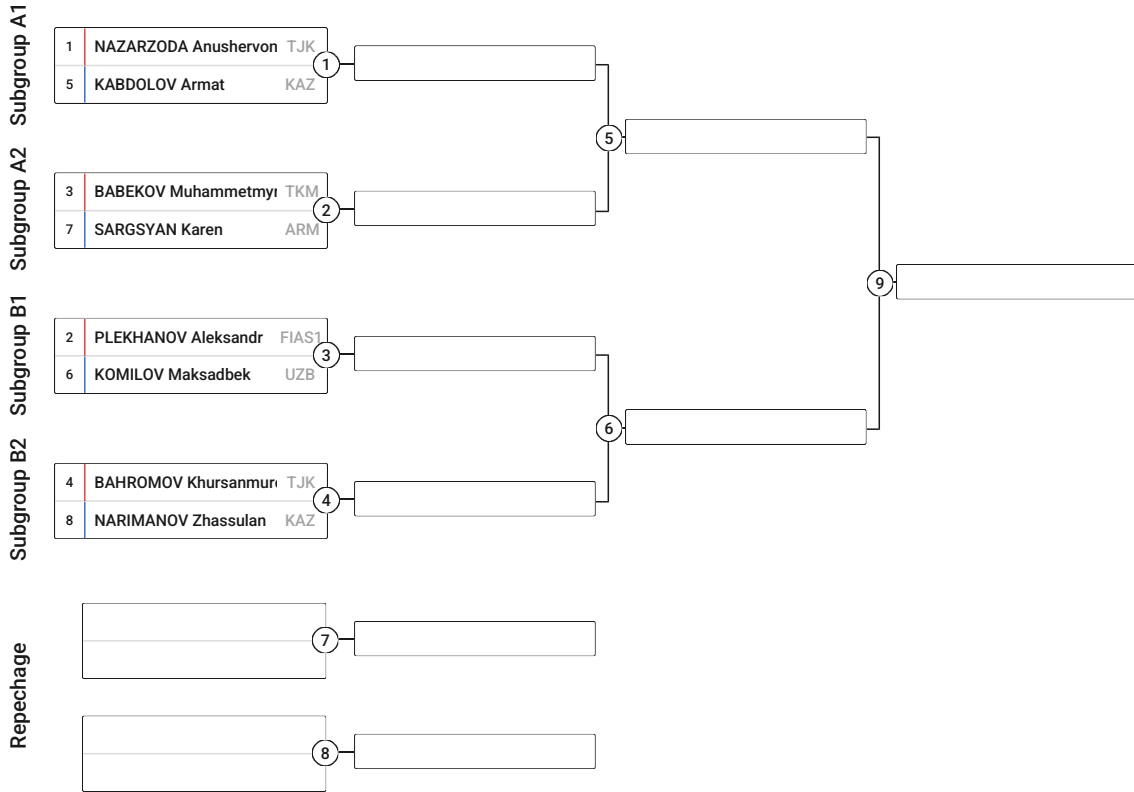 Subgroup A1
1 NAZARZODA Anushervon TJK
5 KABDOLOV Armat KAZ
1
5
Subgroup A2
3 BABEKOV Muhammetmyr TKM
7 SARGSYAN Karen ARM
2
9
Subgroup B1
2 PLEKHANOV Aleksandr FIAS1
6 KOMILOV Maksadbek UZB
3
6
Subgroup B2
4 BAHROMOV Khursanmur TJK
8 NARIMANOV Zhassulan KAZ
4
Repechage
7
8